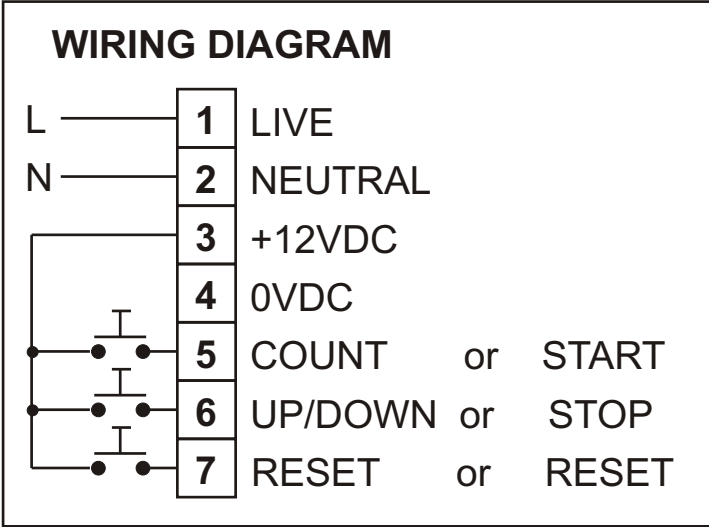 WIRING DIAGRAM
L 1 LIVE
N 2 NEUTRAL
3 +12VDC
4 0VDC
5 COUNT or START
6 UP/DOWN or STOP
7 RESET or RESET